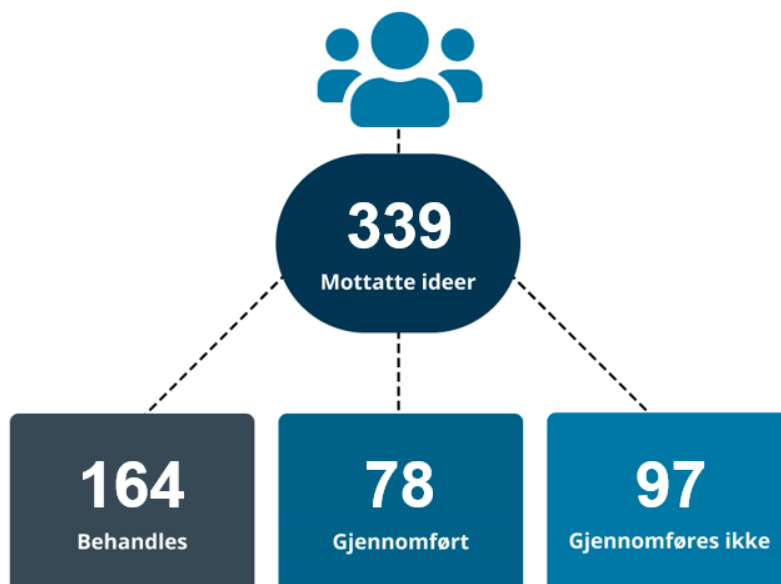 339
Mottatte ideer
164
Behandles
78
Gjennomført
97
Gjennomføres ikke